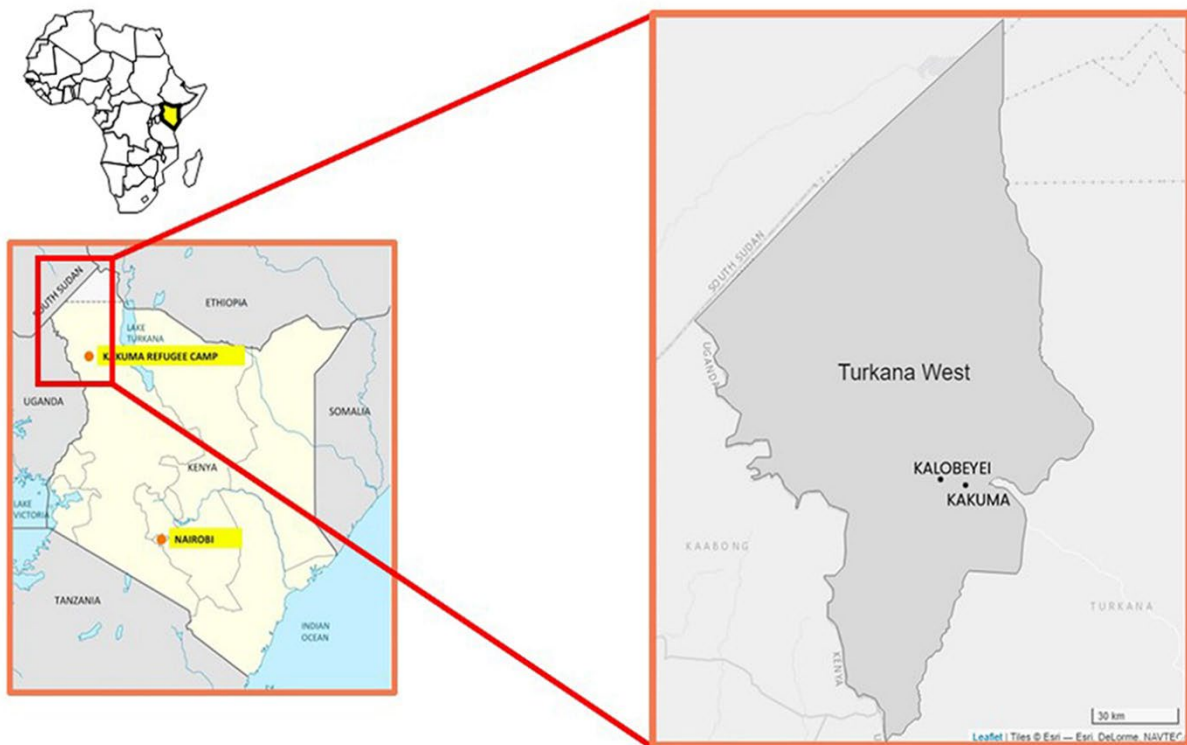 SOUTH SUDAN
ETHIOPIA
LAKE
TURKANA
KAKUMA REFUGEE CAMP
UGANDA
SOMALIA
KENYA
LAKE
VICTORIA
NAIROBI
TANZANIA
INDIAN
OCEAN
SOUTH SUDAN
UGANDA
Turkana West
KALOBEYEI
KAKUMA
KAABONG
TURKANA
KENYA
30 km
Leaflet | Tiles © Esri — Esri, DeLorme, NAVTEQ